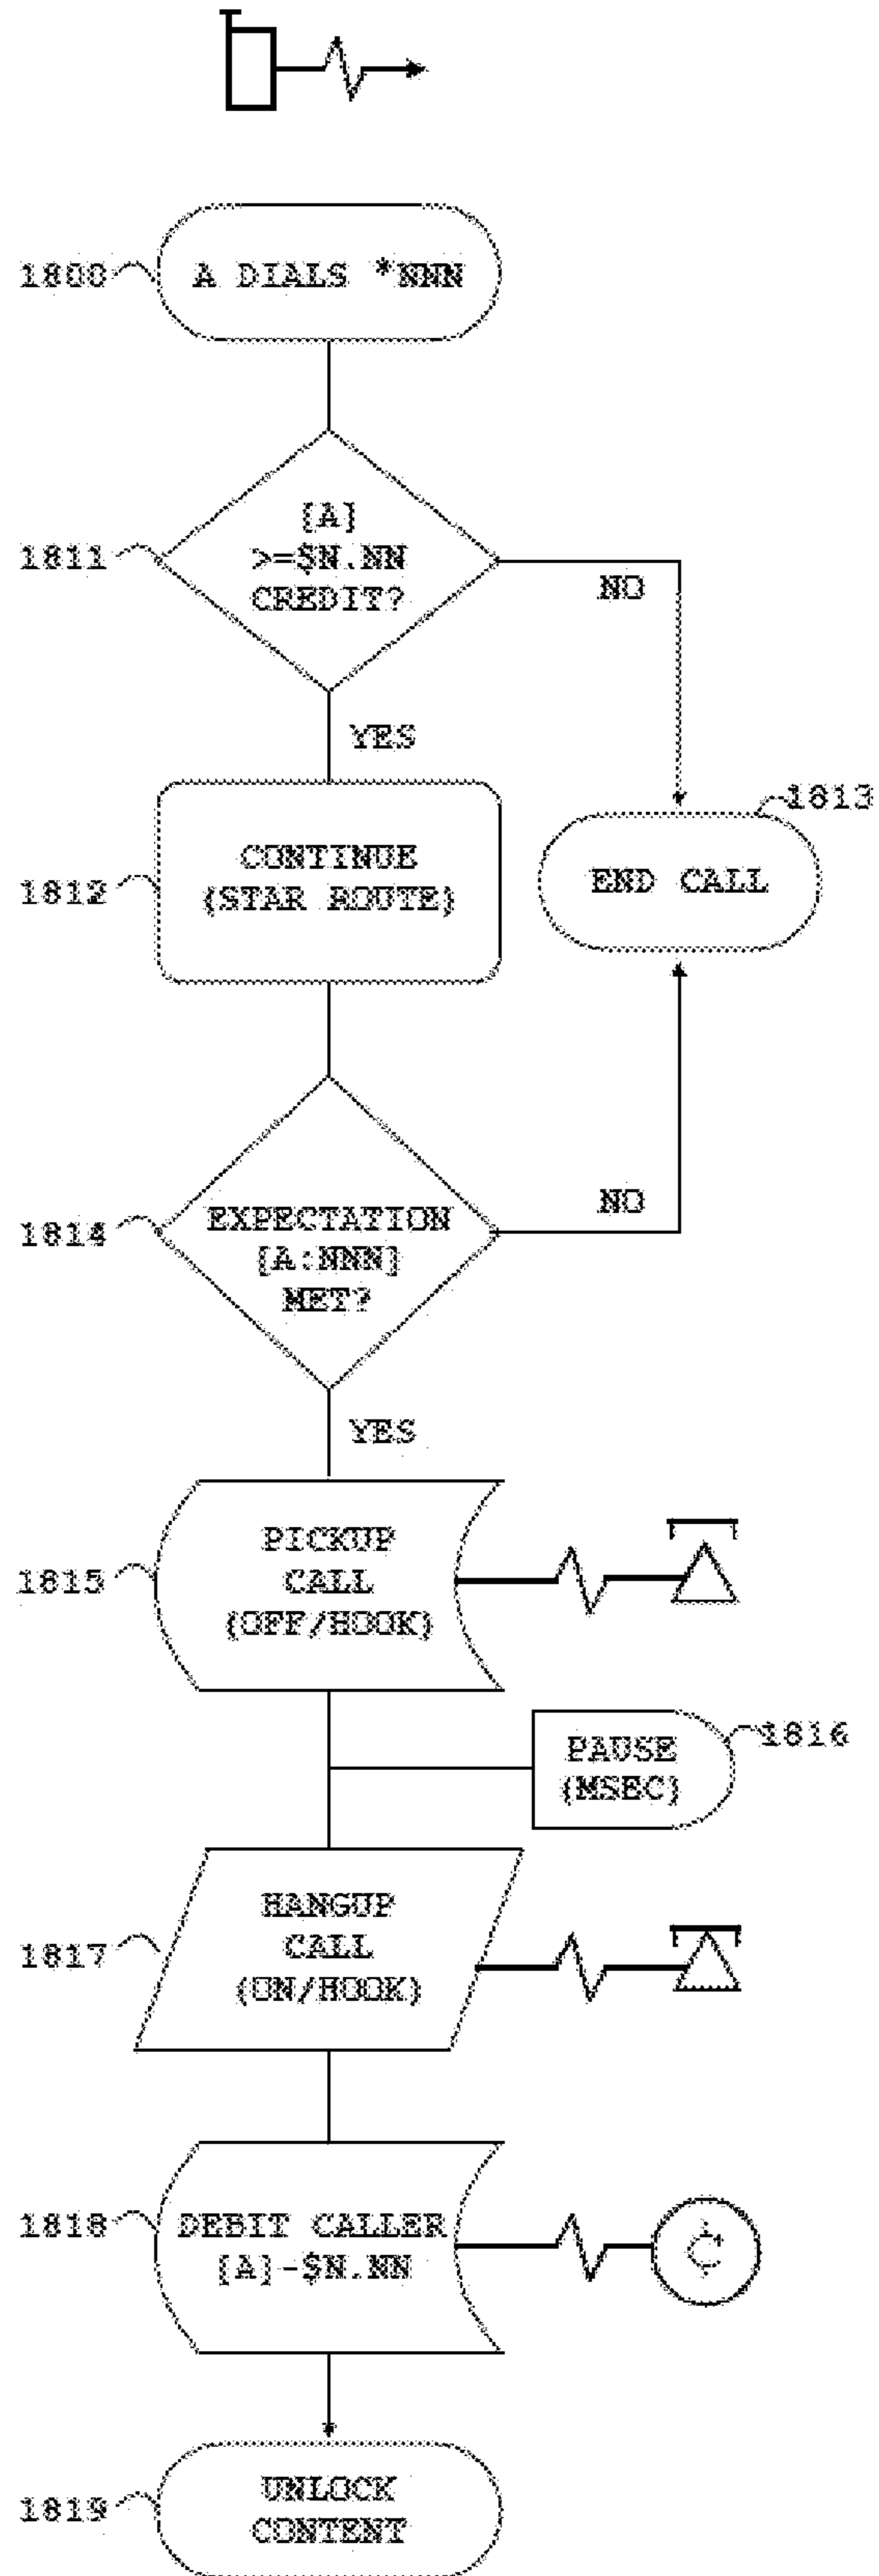 1800
A DIALS *NNN
1811
[A]
>=$N.NN
CREDIT?
NO
YES
1812
CONTINUE
(STAR ROUTE)
1813
END CALL
1814
EXPECTATION
[A:NNN]
MET?
NO
YES
1815
PICKUP
CALL
(OFF/HOOK)
1816
PAUSE
(MSEC)
1817
HANGUP
CALL
(ON/HOOK)
1818
DEBIT CALLER
[A]-$N.NN
¢
1819
UNLOCK
CONTENT